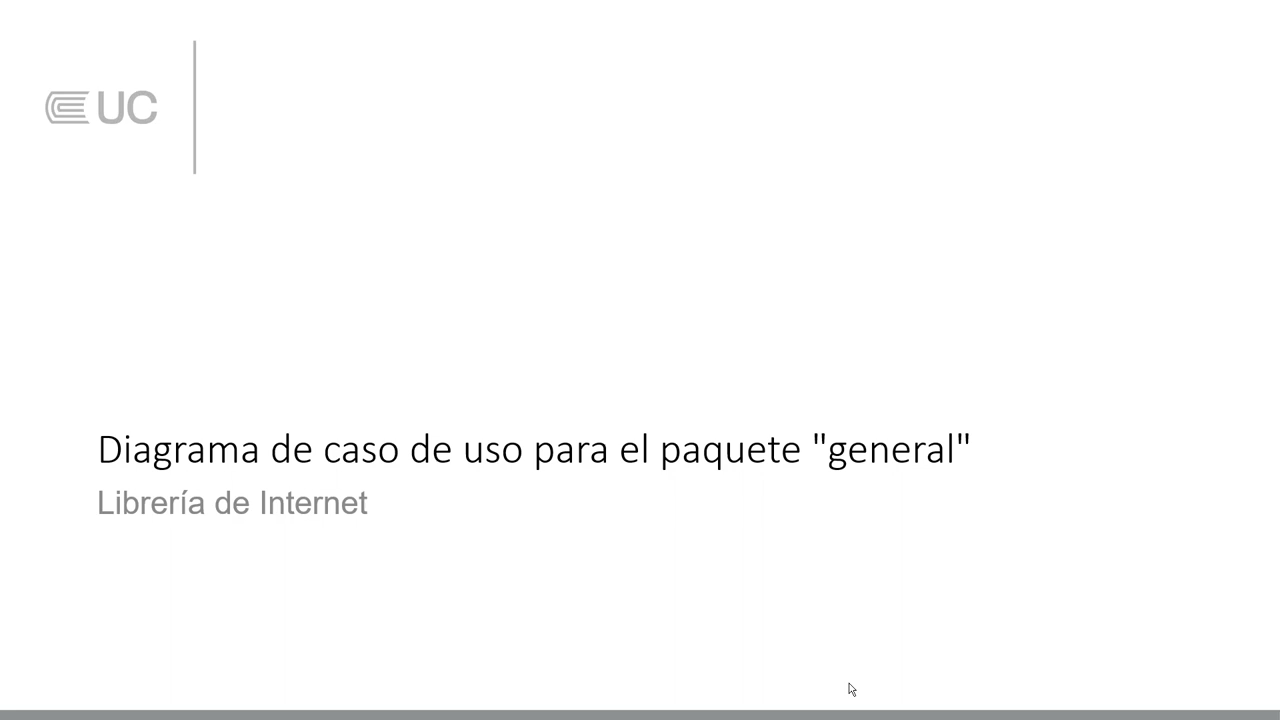 UC
Diagrama de caso de uso para el paquete "general"
Librería de Internet